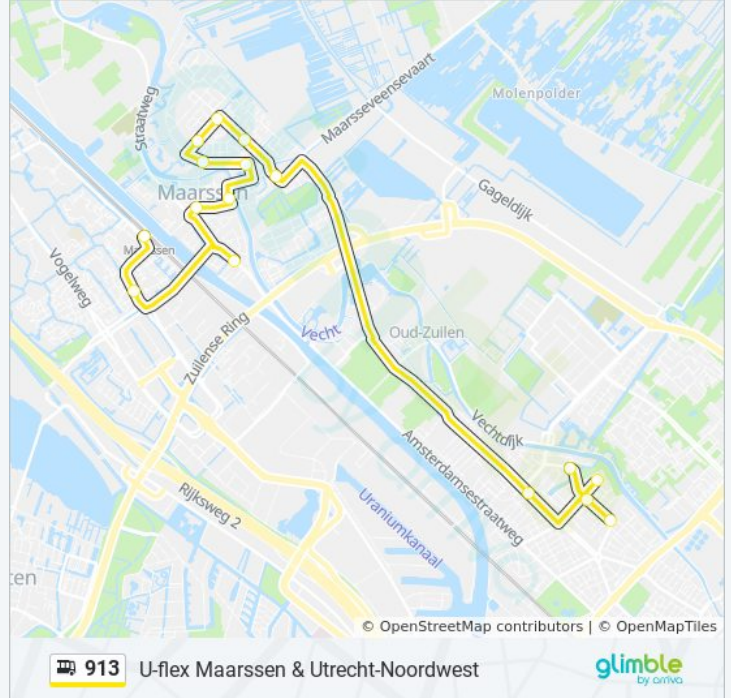 Molenpolder
Maarsseveensevaart
Straatweg
Gageldijk
Maarssen
Vogelweg
Zuilense Ring
Vecht
Oud-Zuilen
Vechtdijk
Amsterdamsestraatweg
Rijksweg 2
Uraniumkanaal
ten
© OpenStreetMap contributors | © OpenMapTiles
913 U-flex Maarssen & Utrecht-Noordwest
glimble
by arriva